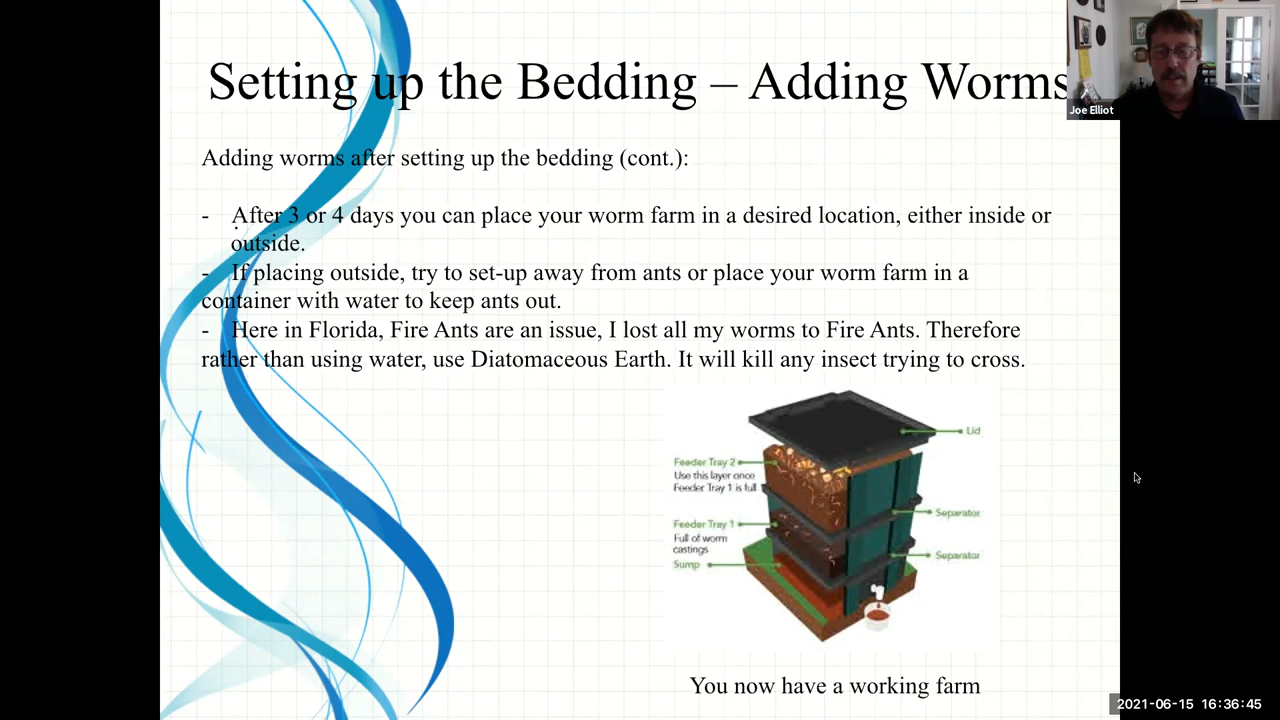 Setting up the Bedding – Adding Worms
Joe Elliot
Adding worms after setting up the bedding (cont.):
- After 3 or 4 days you can place your worm farm in a desired location, either inside or
outside.
- If placing outside, try to set-up away from ants or place your worm farm in a
container with water to keep ants out.
- Here in Florida, Fire Ants are an issue, I lost all my worms to Fire Ants. Therefore
rather than using water, use Diatomaceous Earth. It will kill any insect trying to cross.
Lid
Feeder Tray 2
Use this layer once
Feeder Tray 1 is full
Separator
Feeder Tray 1
Full of worm
castings
Separator
Sump
You now have a working farm
2021-06-15 16:36:45